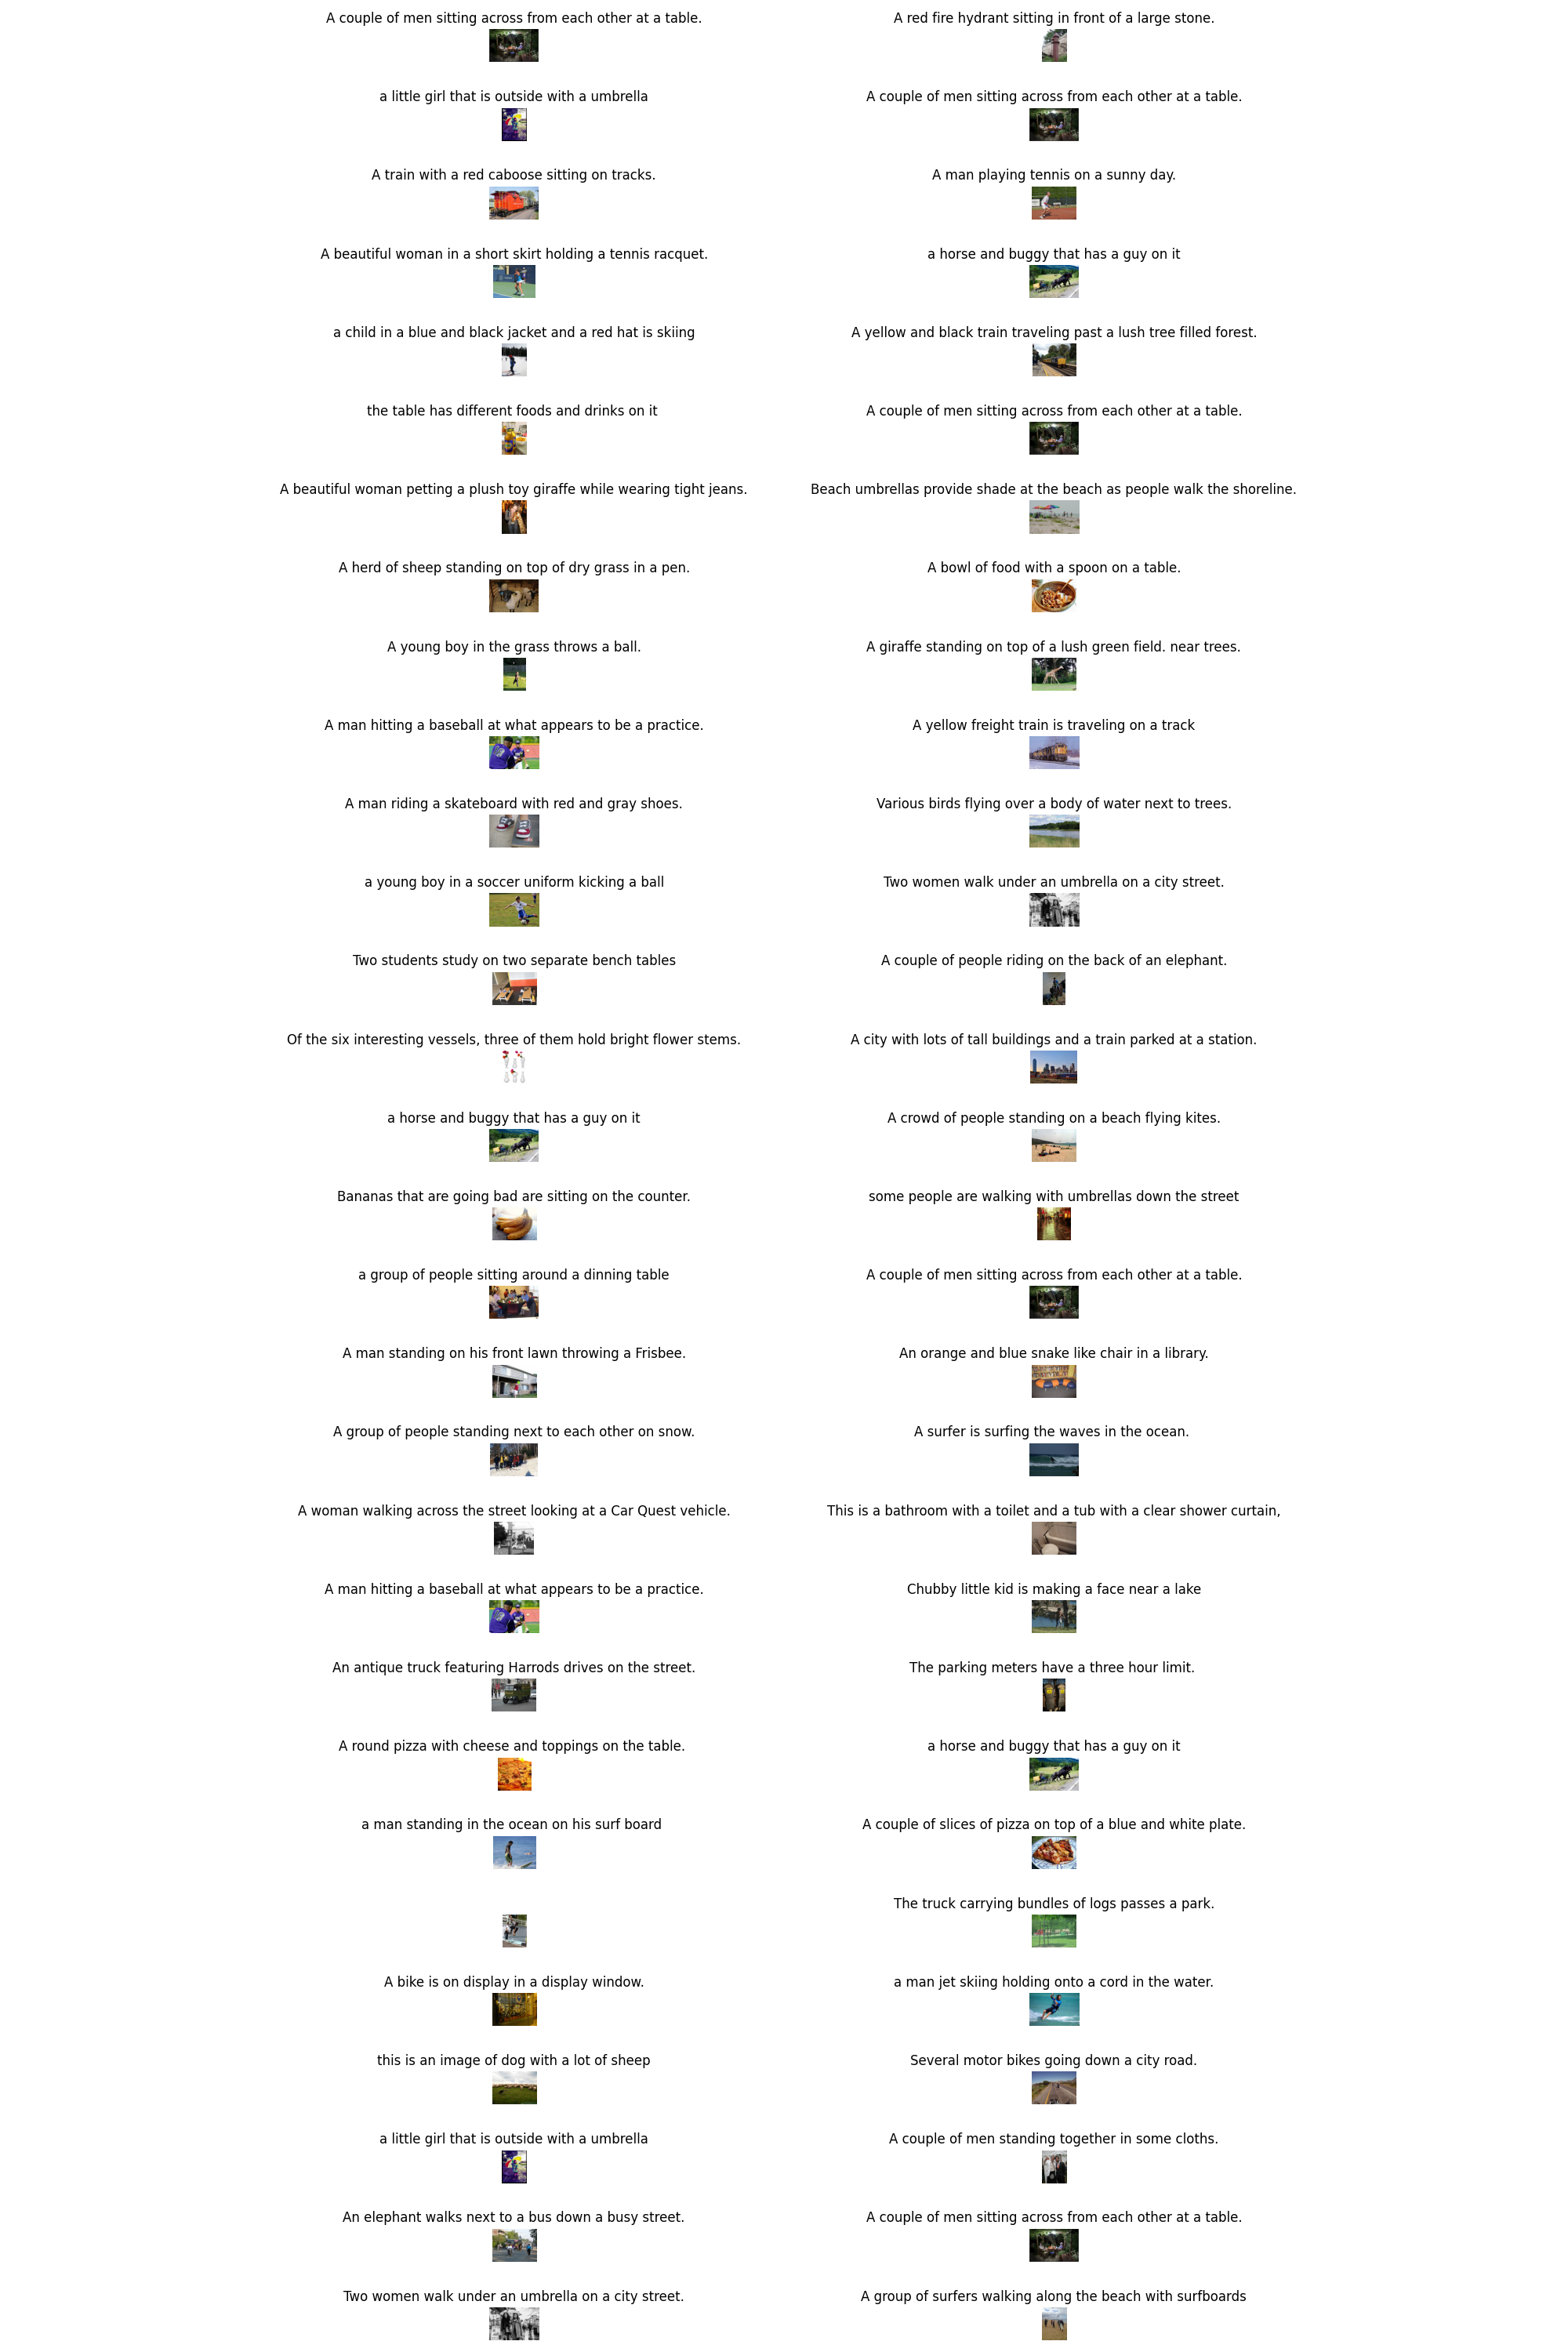 A couple of men sitting across from each other at a table.
A red fire hydrant sitting in front of a large stone.
a little girl that is outside with a umbrella
A couple of men sitting across from each other at a table.
A train with a red caboose sitting on tracks.
A man playing tennis on a sunny day.
A beautiful woman in a short skirt holding a tennis racquet.
a horse and buggy that has a guy on it
a child in a blue and black jacket and a red hat is skiing
A yellow and black train traveling past a lush tree filled forest.
the table has different foods and drinks on it
A couple of men sitting across from each other at a table.
A beautiful woman petting a plush toy giraffe while wearing tight jeans.
Beach umbrellas provide shade at the beach as people walk the shoreline.
A herd of sheep standing on top of dry grass in a pen.
A bowl of food with a spoon on a table.
A young boy in the grass throws a ball.
A giraffe standing on top of a lush green field. near trees.
A man hitting a baseball at what appears to be a practice.
A yellow freight train is traveling on a track
A man riding a skateboard with red and gray shoes.
Various birds flying over a body of water next to trees.
a young boy in a soccer uniform kicking a ball
Two women walk under an umbrella on a city street.
Two students study on two separate bench tables
A couple of people riding on the back of an elephant.
Of the six interesting vessels, three of them hold bright flower stems.
A city with lots of tall buildings and a train parked at a station.
a horse and buggy that has a guy on it
A crowd of people standing on a beach flying kites.
Bananas that are going bad are sitting on the counter.
some people are walking with umbrellas down the street
a group of people sitting around a dinning table
A couple of men sitting across from each other at a table.
A man standing on his front lawn throwing a Frisbee.
An orange and blue snake like chair in a library.
A group of people standing next to each other on snow.
A surfer is surfing the waves in the ocean.
A woman walking across the street looking at a Car Quest vehicle.
This is a bathroom with a toilet and a tub with a clear shower curtain,
A man hitting a baseball at what appears to be a practice.
Chubby little kid is making a face near a lake
An antique truck featuring Harrods drives on the street.
The parking meters have a three hour limit.
A round pizza with cheese and toppings on the table.
a horse and buggy that has a guy on it
a man standing in the ocean on his surf board
A couple of slices of pizza on top of a blue and white plate.
The truck carrying bundles of logs passes a park.
A bike is on display in a display window.
a man jet skiing holding onto a cord in the water.
this is an image of dog with a lot of sheep
Several motor bikes going down a city road.
a little girl that is outside with a umbrella
A couple of men standing together in some cloths.
An elephant walks next to a bus down a busy street.
A couple of men sitting across from each other at a table.
Two women walk under an umbrella on a city street.
A group of surfers walking along the beach with surfboards